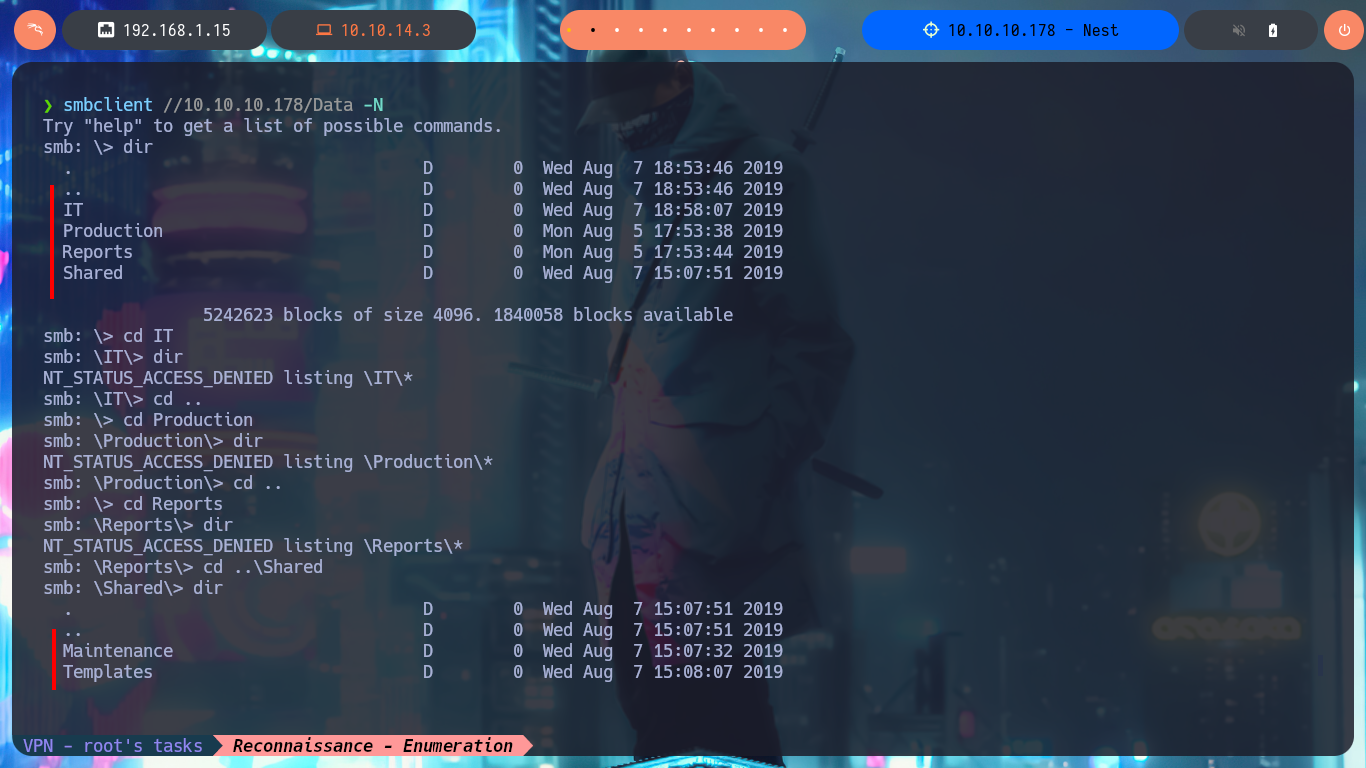 192.168.1.15 10.10.14.3 10.10.10.178 - Nest
❯ smbclient //10.10.10.178/Data -N
Try "help" to get a list of possible commands.
smb: \> dir
  .                                   D        0  Wed Aug  7 18:53:46 2019
  ..                                  D        0  Wed Aug  7 18:53:46 2019
  IT                                  D        0  Wed Aug  7 18:58:07 2019
  Production                          D        0  Mon Aug  5 17:53:38 2019
  Reports                             D        0  Mon Aug  5 17:53:44 2019
  Shared                              D        0  Wed Aug  7 15:07:51 2019
                5242623 blocks of size 4096. 1840058 blocks available
smb: \> cd IT
smb: \IT\> dir
NT_STATUS_ACCESS_DENIED listing \IT\*
smb: \IT\> cd ..
smb: \> cd Production
smb: \Production\> dir
NT_STATUS_ACCESS_DENIED listing \Production\*
smb: \Production\> cd ..
smb: \> cd Reports
smb: \Reports\> dir
NT_STATUS_ACCESS_DENIED listing \Reports\*
smb: \Reports\> cd ..\Shared
smb: \Shared\> dir
  .                                   D        0  Wed Aug  7 15:07:51 2019
  ..                                  D        0  Wed Aug  7 15:07:51 2019
  Maintenance                         D        0  Wed Aug  7 15:07:32 2019
  Templates                           D        0  Wed Aug  7 15:08:07 2019
VPN - root's tasks Reconnaissance - Enumeration